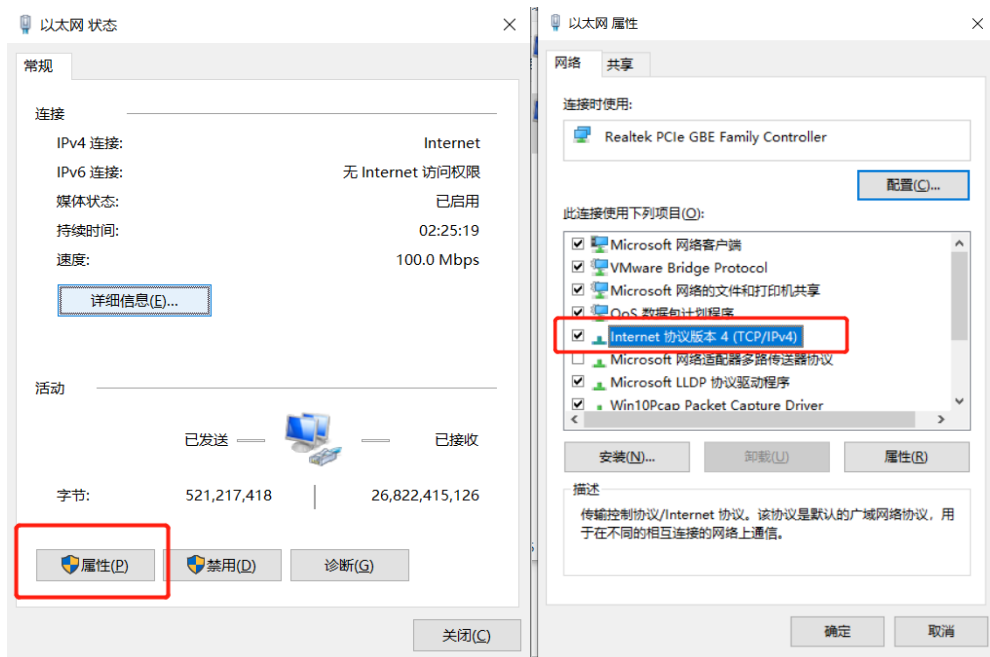 以太网 状态
常规
连接
IPv4 连接: Internet
IPv6 连接: 无 Internet 访问权限
媒体状态: 已启用
持续时间: 02:25:19
速度: 100.0 Mbps
详细信息(E)...
活动
已发送 已接收
字节: 521,217,418 26,822,415,126
属性(P) 禁用(D) 诊断(G)
关闭(C)
以太网 属性
网络 共享
连接时使用:
Realtek PCIe GBE Family Controller
配置(C)...
此连接使用下列项目(O):
Microsoft 网络客户端
VMware Bridge Protocol
Microsoft 网络的文件和打印机共享
QoS 数据包计划程序
Internet 协议版本 4 (TCP/IPv4)
Microsoft 网络适配器多路传送器协议
Microsoft LLDP 协议驱动程序
Win10Pcap Packet Capture Driver
安装(N)... 卸载(U) 属性(R)
描述
传输控制协议/Internet 协议。该协议是默认的广域网络协议，用
于在不同的相互连接的网络上通信。
确定 取消